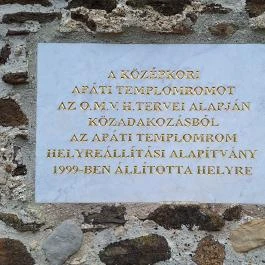 A KÖZÉPKORI
APÁTI TEMPLOMROMOT
AZ O.M.V.H. TERVEI ALAPJÁN
KÖZADAKOZÁSBÓL
AZ APÁTI TEMPLOMROM
HELYREÁLLÍTÁSI ALAPÍTVÁNY
1999-BEN ÁLLÍTOTTA HELYRE